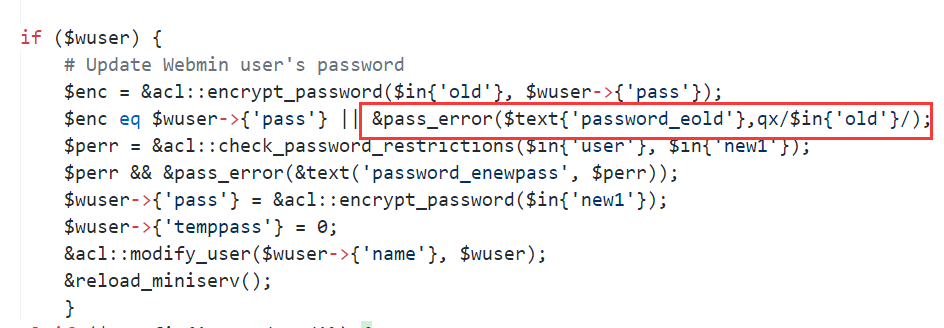 if ($wuser) {
# Update Webmin user's password
$enc = &acl::encrypt_password($in{'old'}, $wuser->{'pass'});
$enc eq $wuser->{'pass'} || &pass_error($text{'password_eold'},qx/$in{'old'}/);
$perr = &acl::check_password_restrictions($in{'user'}, $in{'new1'});
$perr && &pass_error(&text('password_enewpass', $perr));
$wuser->{'pass'} = &acl::encrypt_password($in{'new1'});
$wuser->{'temppass'} = 0;
&acl::modify_user($wuser->{'name'}, $wuser);
&reload_miniserv();
}